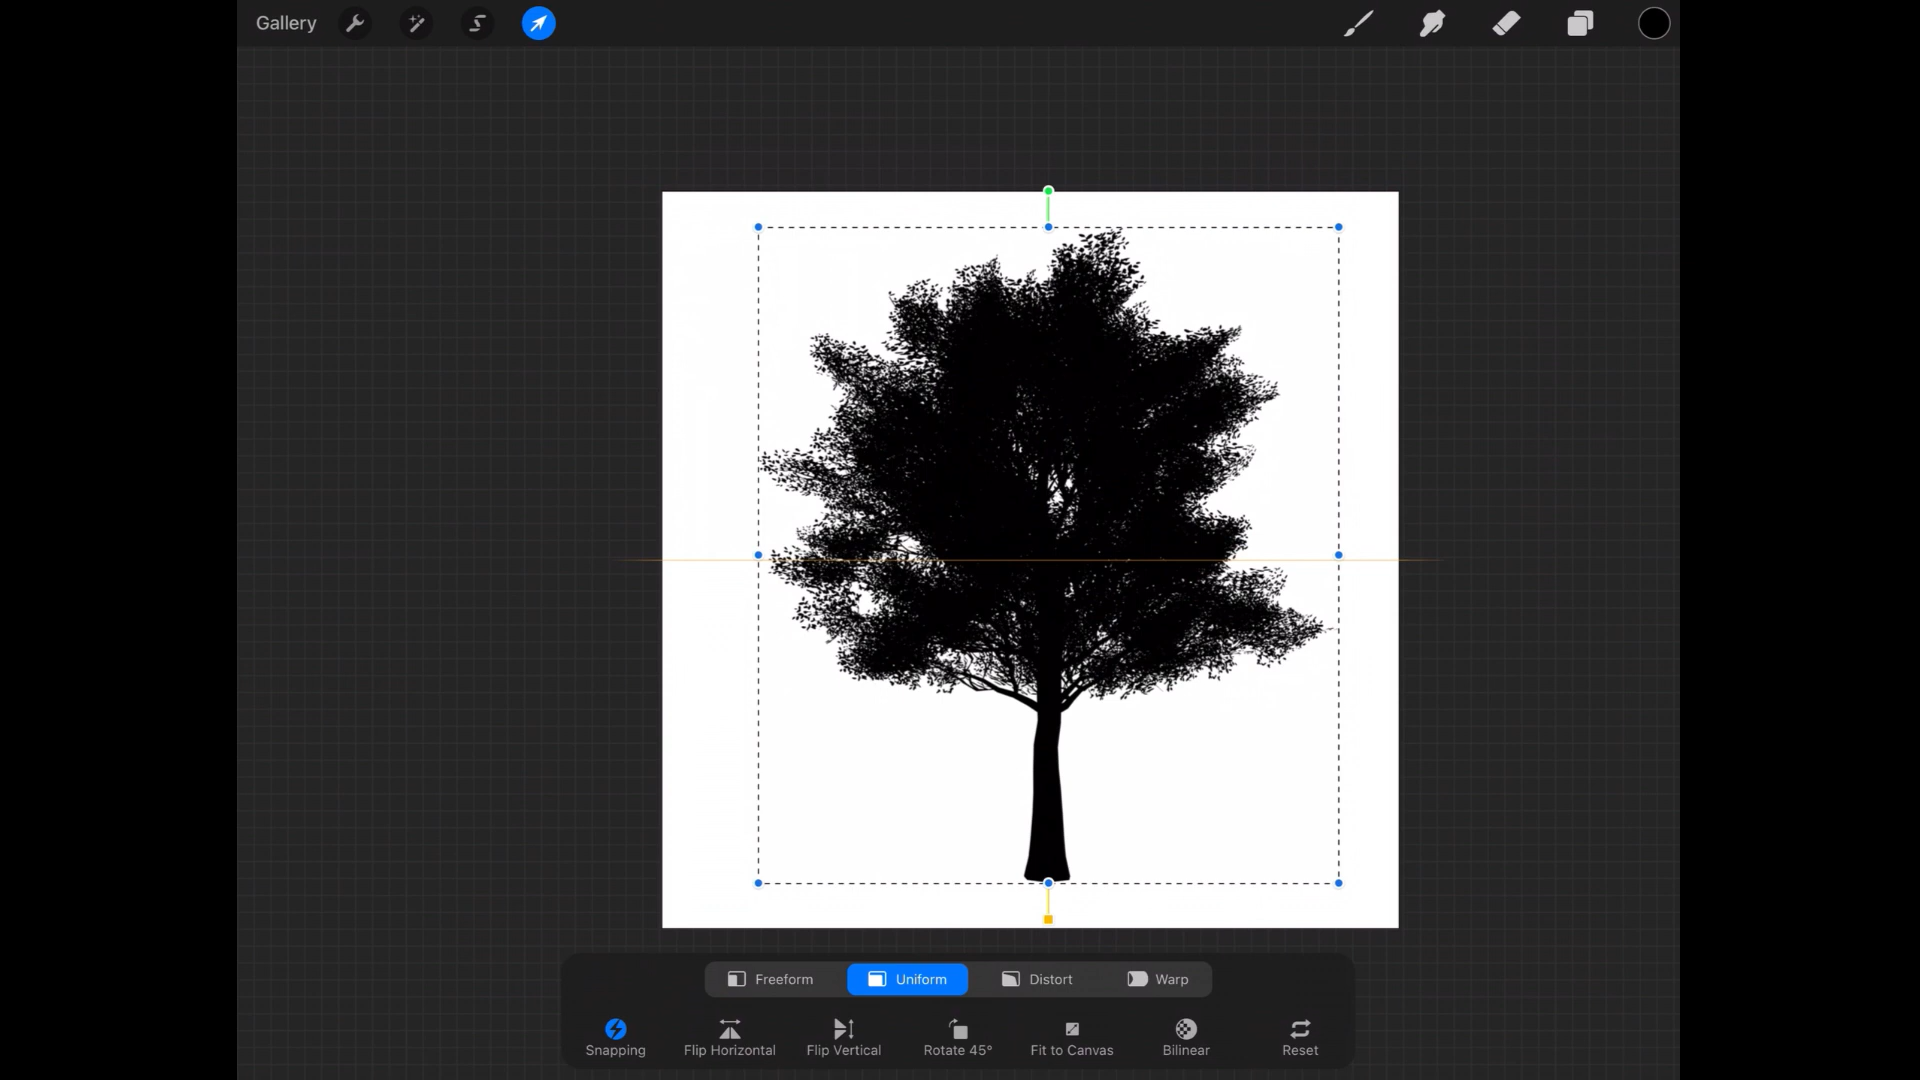 Gallery
Freeform Uniform Distort Warp
Snapping Flip Horizontal Flip Vertical Rotate 45° Fit to Canvas Bilinear Reset